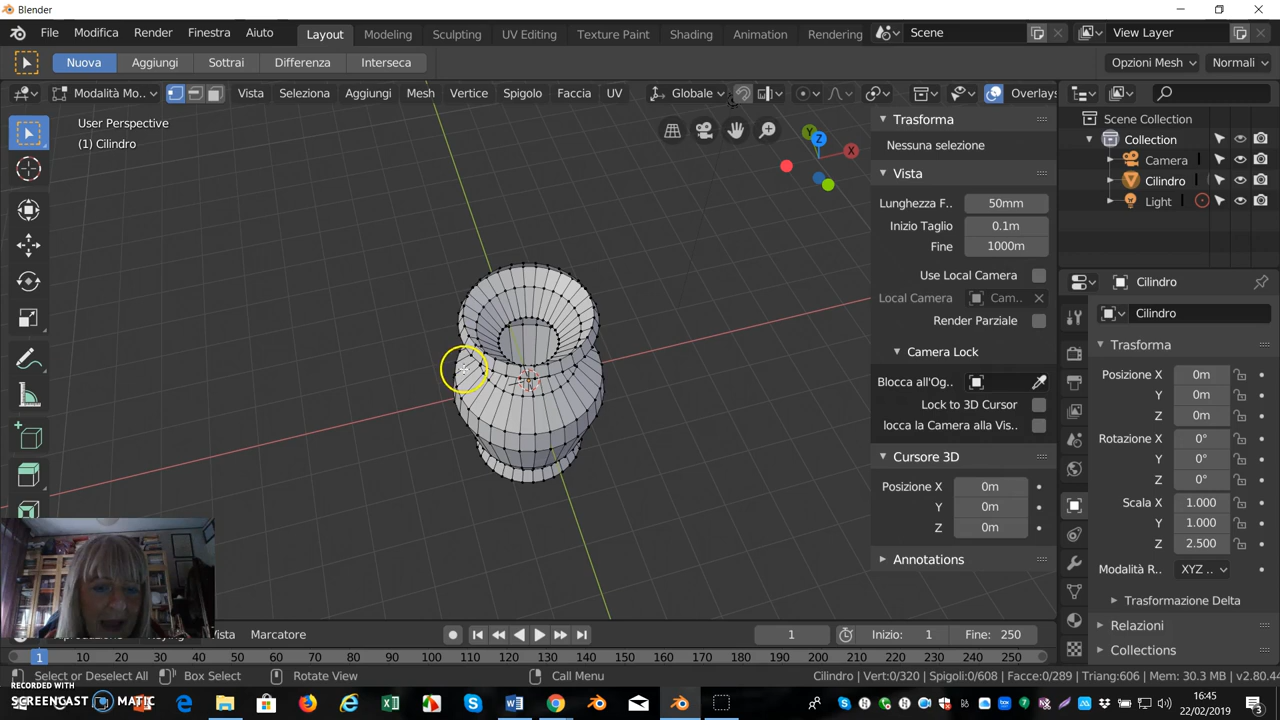 Blender
File Modifica Render Finestra Aiuto Layout Modeling Sculpting UV Editing Texture Paint Shading Animation Rendering Scene View Layer
Nuova Aggiungi Sottrai Differenza Interseca Opzioni Mesh Normali
Modalità Mo... Vista Seleziona Aggiungi Mesh Vertice Spigolo Faccia UV Globale Overlays
User Perspective
(1) Cilindro
Z
Y
X
Trasforma
Nessuna selezione
Vista
Lunghezza F.. 50mm
Inizio Taglio 0.1m
Fine 1000m
Use Local Camera
Local Camera Cam..
Render Parziale
Camera Lock
Blocca all'Og..
Lock to 3D Cursor
locca la Camera alla Vis..
Cursore 3D
Posizione X 0m
Y 0m
Z 0m
Annotations
Scene Collection
Collection
Camera
Cilindro
Light
Cilindro
Cilindro
Trasforma
Posizione X 0m
Y 0m
Z 0m
Rotazione X 0°
Y 0°
Z 0°
Scala X 1.000
Y 1.000
Z 2.500
Modalità R.. XYZ ..
Trasformazione Delta
Relazioni
Collections
Vista Marcatore 1 Inizio: 1 Fine: 250
1 10 20 30 40 50 60 70 80 90 100 110 120 130 140 150 160 170 180 190 200 210 220 230 240 250
Select or Deselect All Box Select Rotate View Call Menu Cilindro | Vert:0/320 | Spigoli:0/608 | Facce:0/289 | Triang:606 | Mem: 30.3 MB | v2.80.44
RECORDED WITH
SCREENCAST MATIC
16:45
22/02/2019